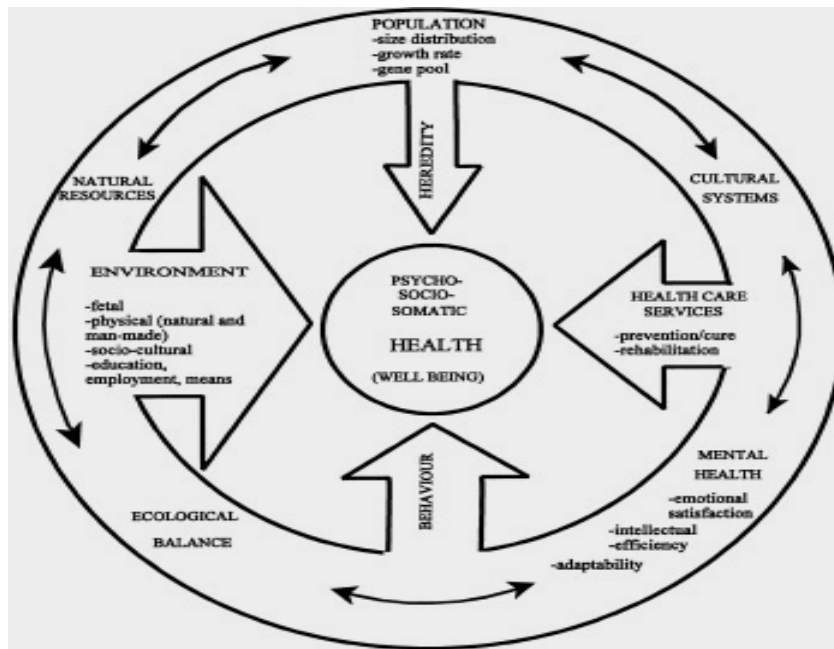 POPULATION
-size distribution
-growth rate
-gene pool
HEREDITY
NATURAL
RESOURCES
CULTURAL
SYSTEMS
ENVIRONMENT
-fetal
-physical (natural and
man-made)
-socio-cultural
-education,
employment, means
PSYCHO-
SOCIO-
SOMATIC
HEALTH
(WELL BEING)
HEALTH CARE
SERVICES
-prevention/cure
-rehabilitation
BEHAVIOUR
MENTAL
HEALTH
-emotional
satisfaction
-intellectual
-efficiency
-adaptability
ECOLOGICAL
BALANCE